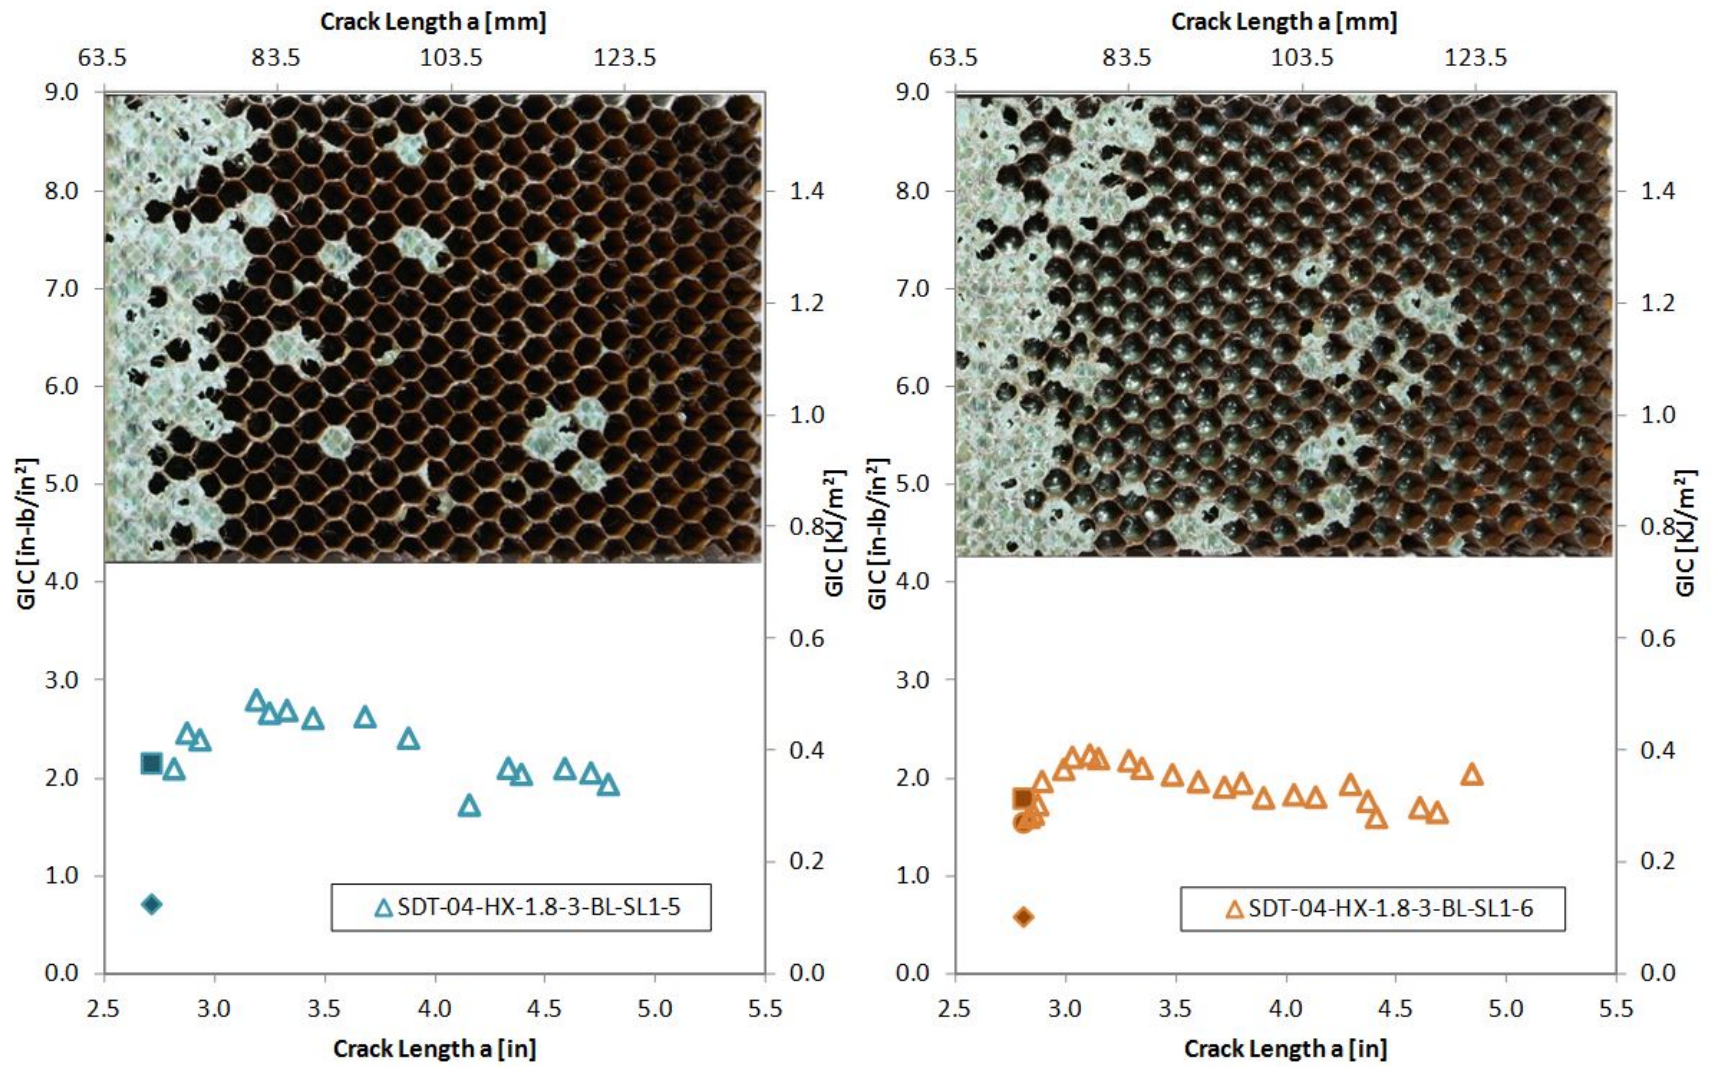 Crack Length a [mm]
63.5 83.5 103.5 123.5
9.0
8.0
7.0
6.0
5.0
4.0
3.0
2.0
1.0
0.0
GIC [in-lb/in²]
1.4
1.2
1.0
0.8
0.6
0.4
0.2
0.0
GIC [KJ/m²]
SDT-04-HX-1.8-3-BL-SL1-5
2.5 3.0 3.5 4.0 4.5 5.0 5.5
Crack Length a [in]
Crack Length a [mm]
63.5 83.5 103.5 123.5
9.0
8.0
7.0
6.0
5.0
4.0
3.0
2.0
1.0
0.0
GIC [in-lb/in²]
1.4
1.2
1.0
0.8
0.6
0.4
0.2
0.0
GIC [KJ/m²]
SDT-04-HX-1.8-3-BL-SL1-6
2.5 3.0 3.5 4.0 4.5 5.0 5.5
Crack Length a [in]